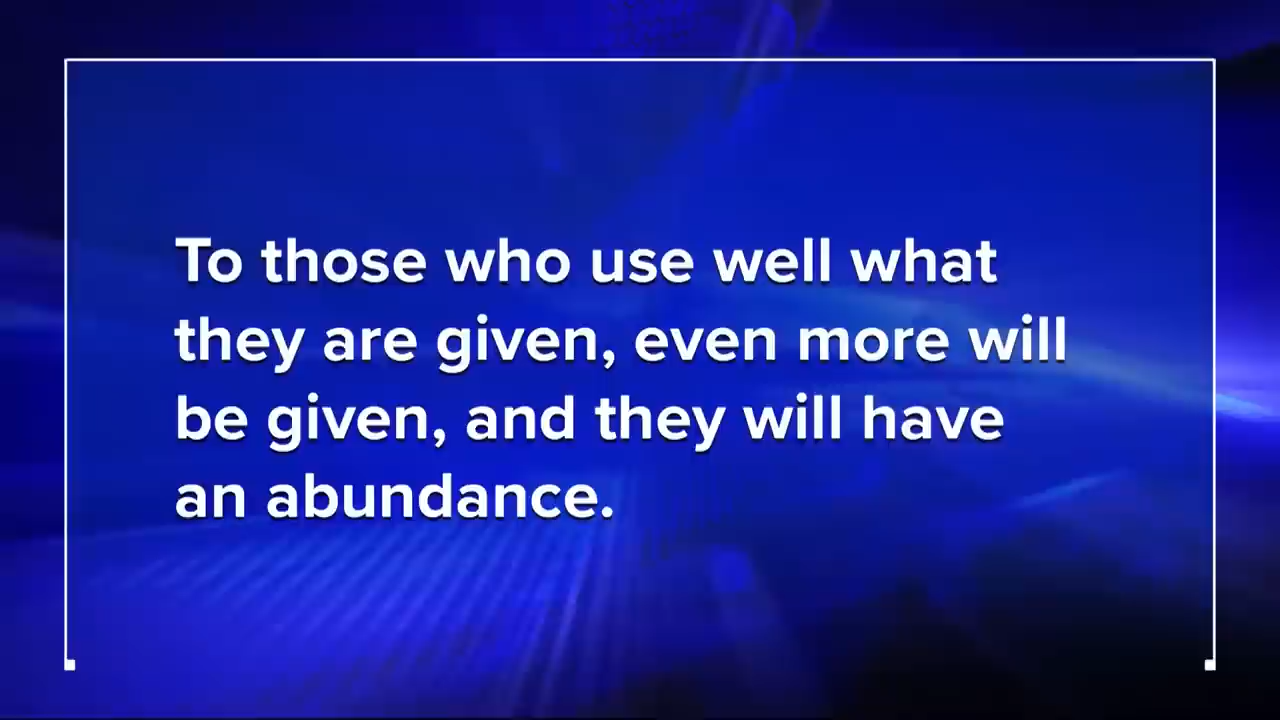 To those who use well what
they are given, even more will
be given, and they will have
an abundance.